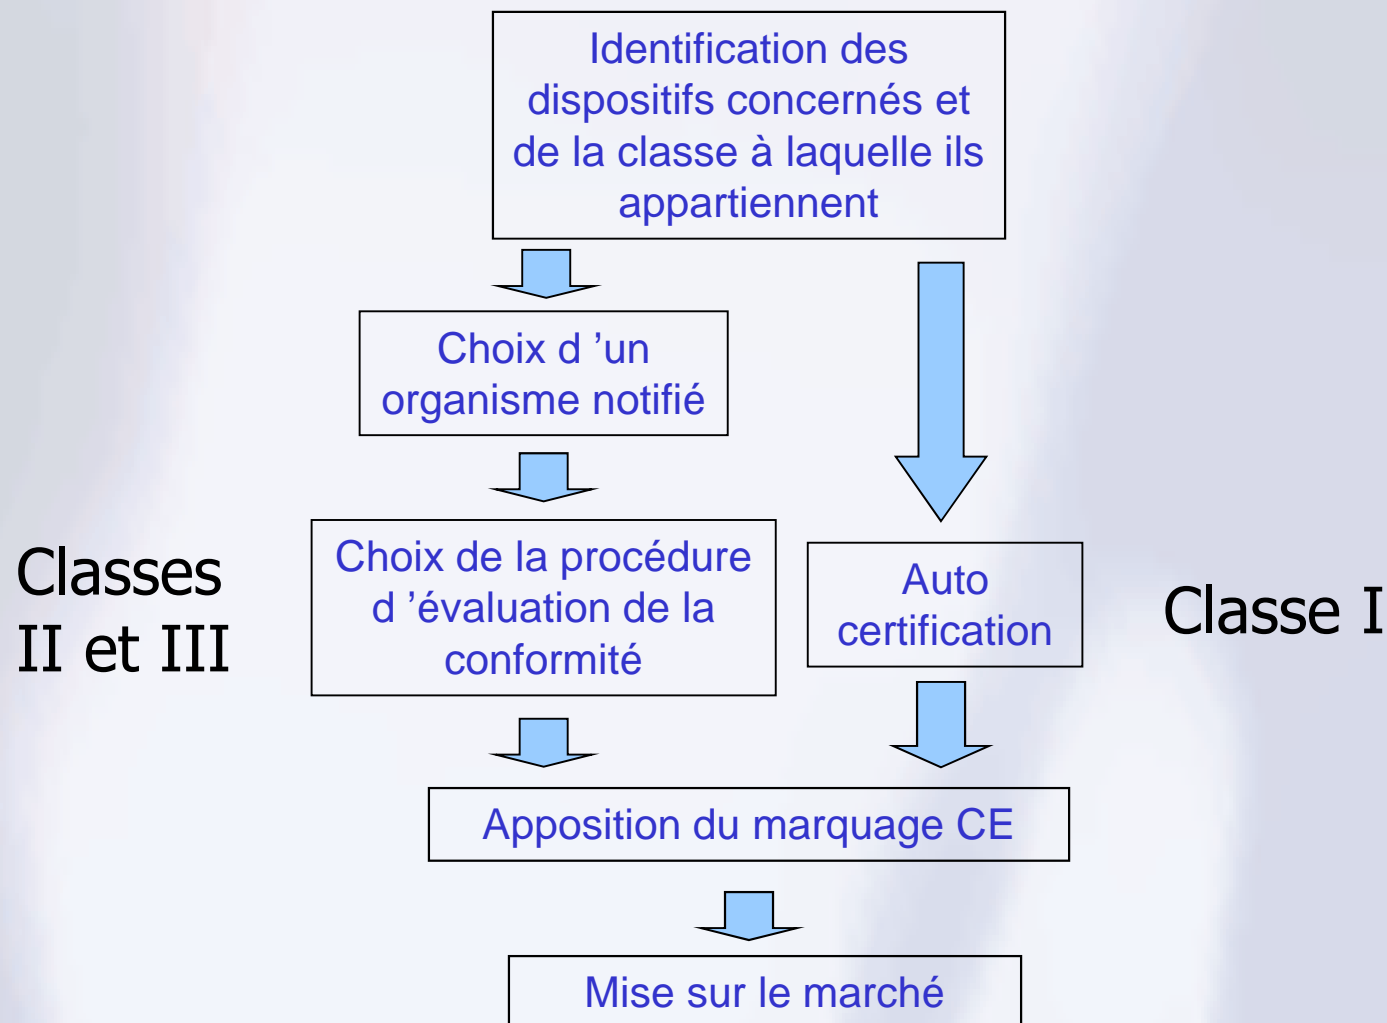 Identification des
dispositifs concernés et
de la classe à laquelle ils
appartiennent
Choix d ’un
organisme notifié
Classes
II et III
Choix de la procédure
d ’évaluation de la
conformité
Auto
certification
Classe I
Apposition du marquage CE
Mise sur le marché